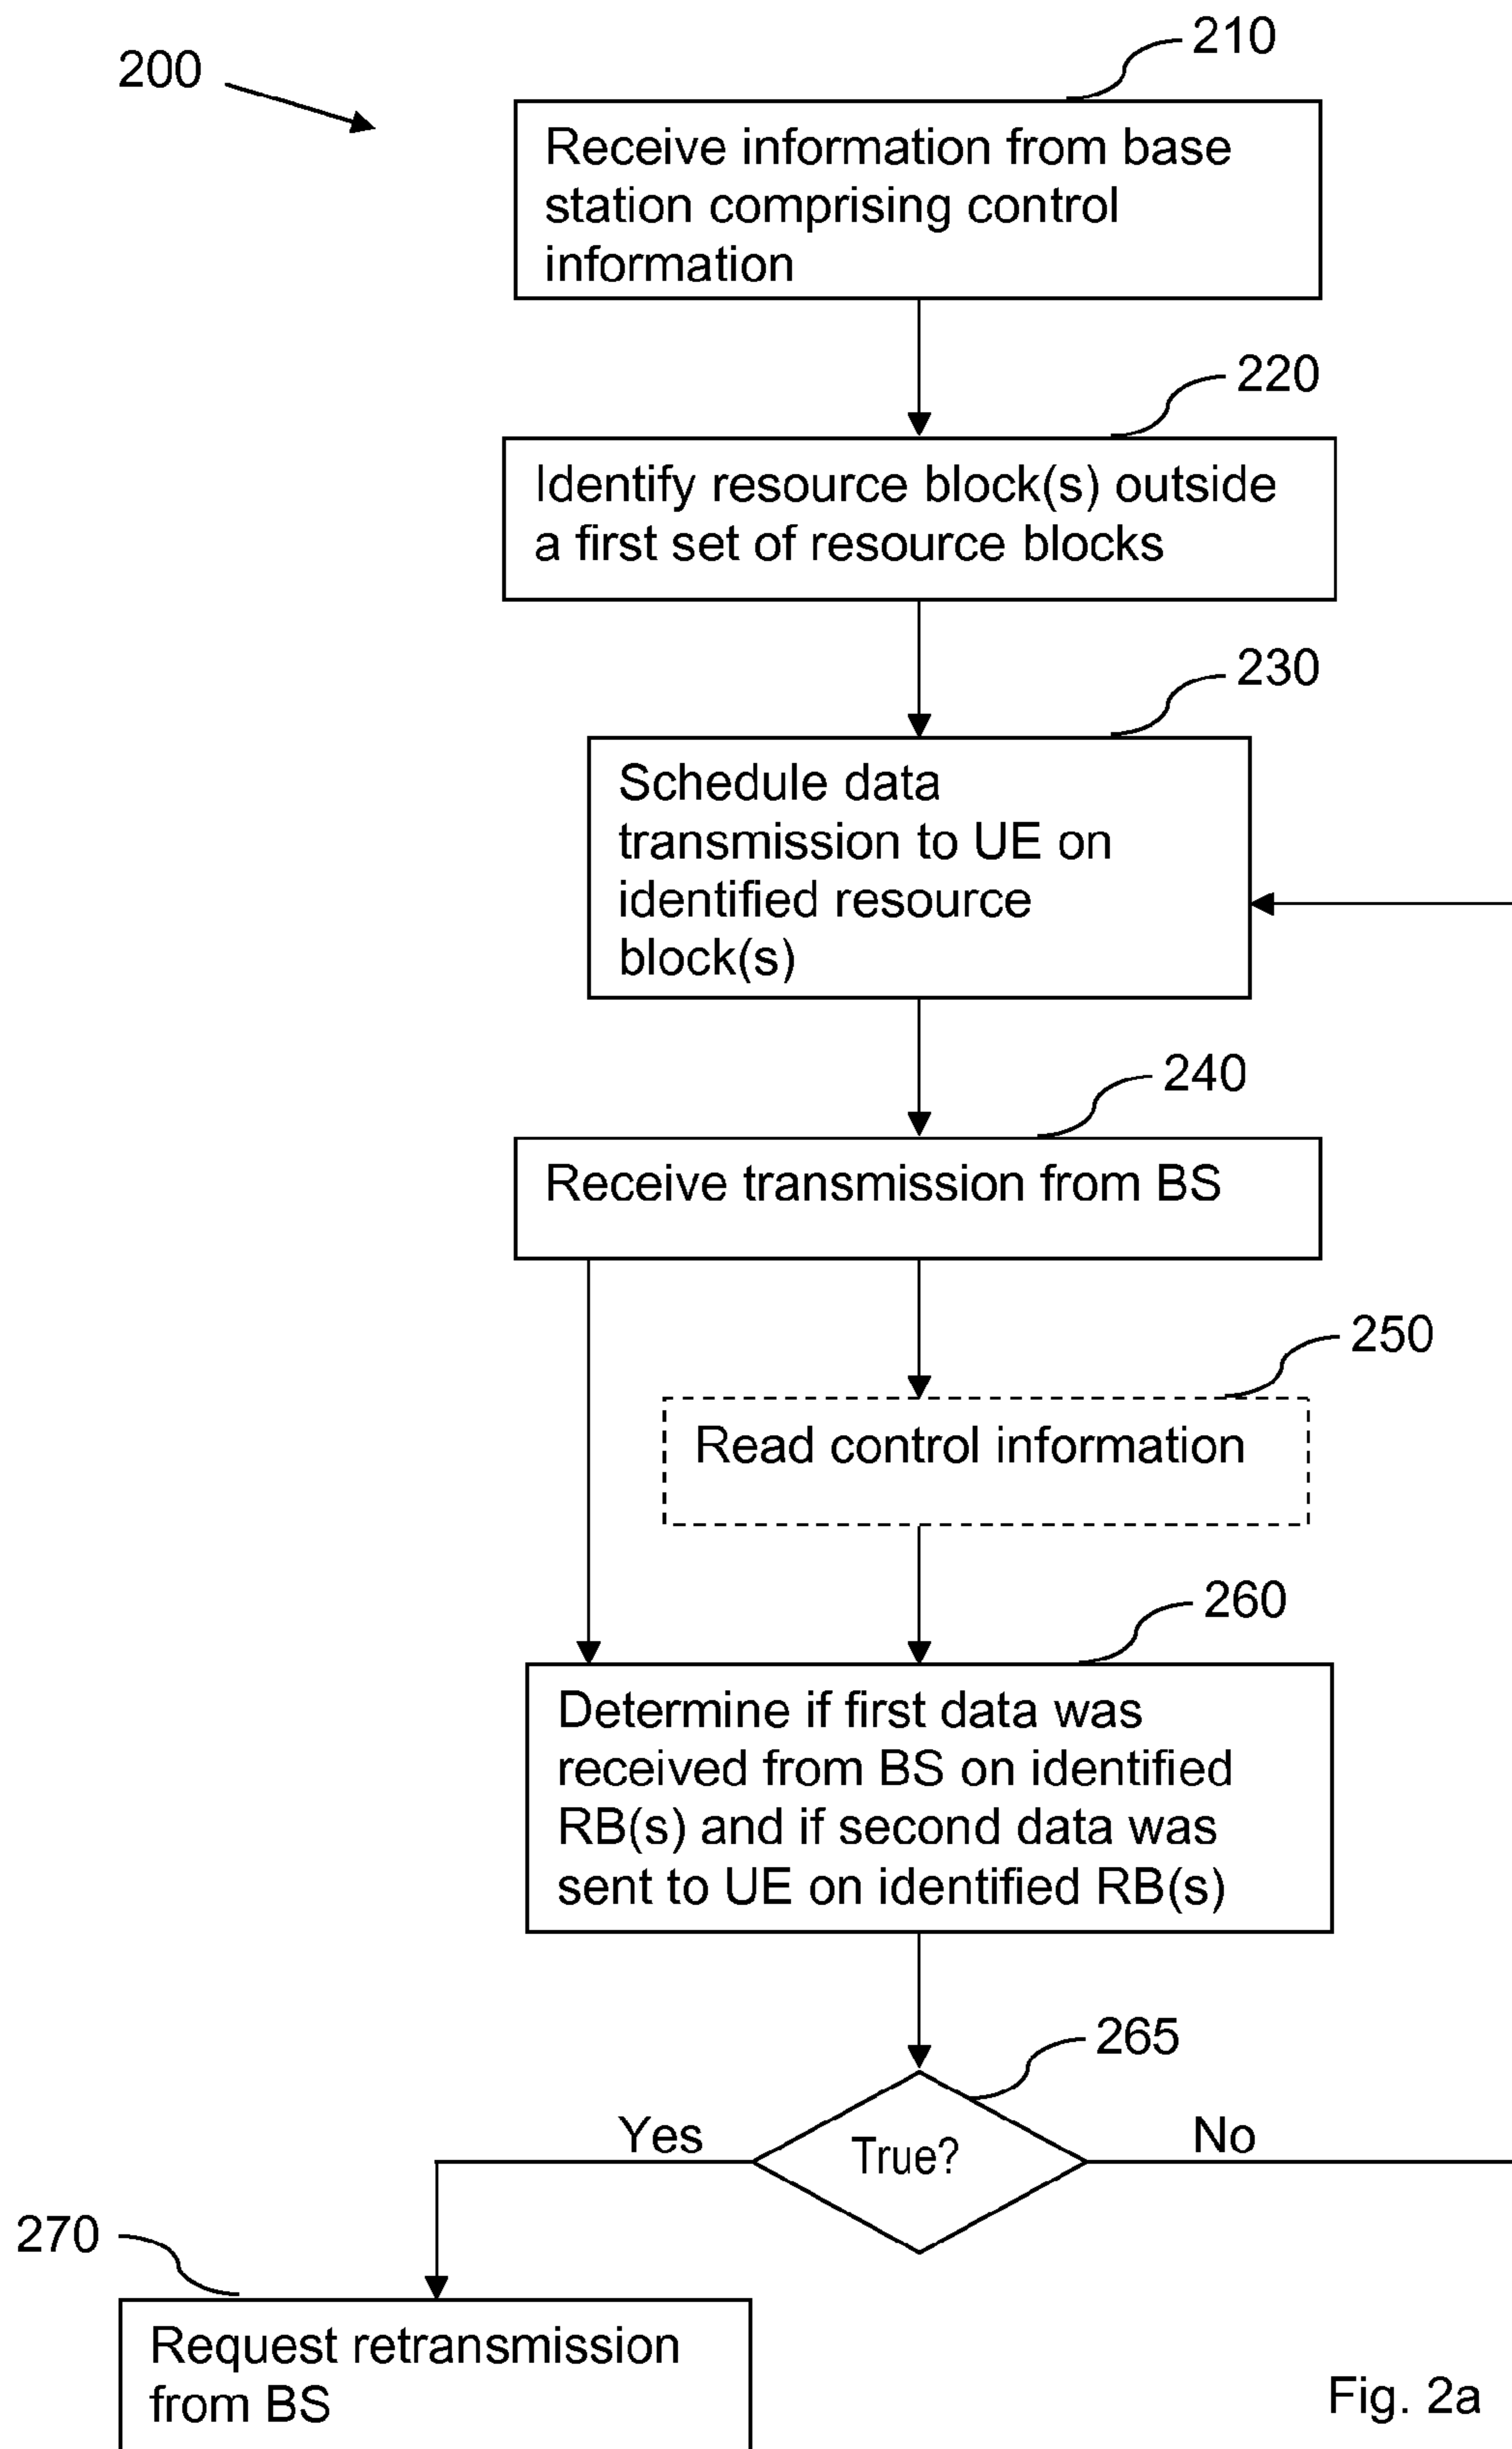 200
210
Receive information from base
station comprising control
information
220
Identify resource block(s) outside
a first set of resource blocks
230
Schedule data
transmission to UE on
identified resource
block(s)
240
Receive transmission from BS
250
Read control information
260
Determine if first data was
received from BS on identified
RB(s) and if second data was
sent to UE on identified RB(s)
265
True?
Yes
No
270
Request retransmission
from BS
Fig. 2a